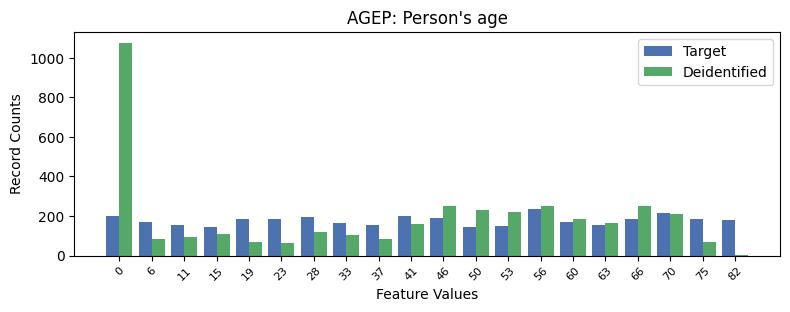 AGEP: Person's age
Record Counts
1000
800
600
400
200
0
Target
Deidentified
0 6 11 15 19 23 28 33 37 41 46 50 53 56 60 63 66 70 75 82
Feature Values